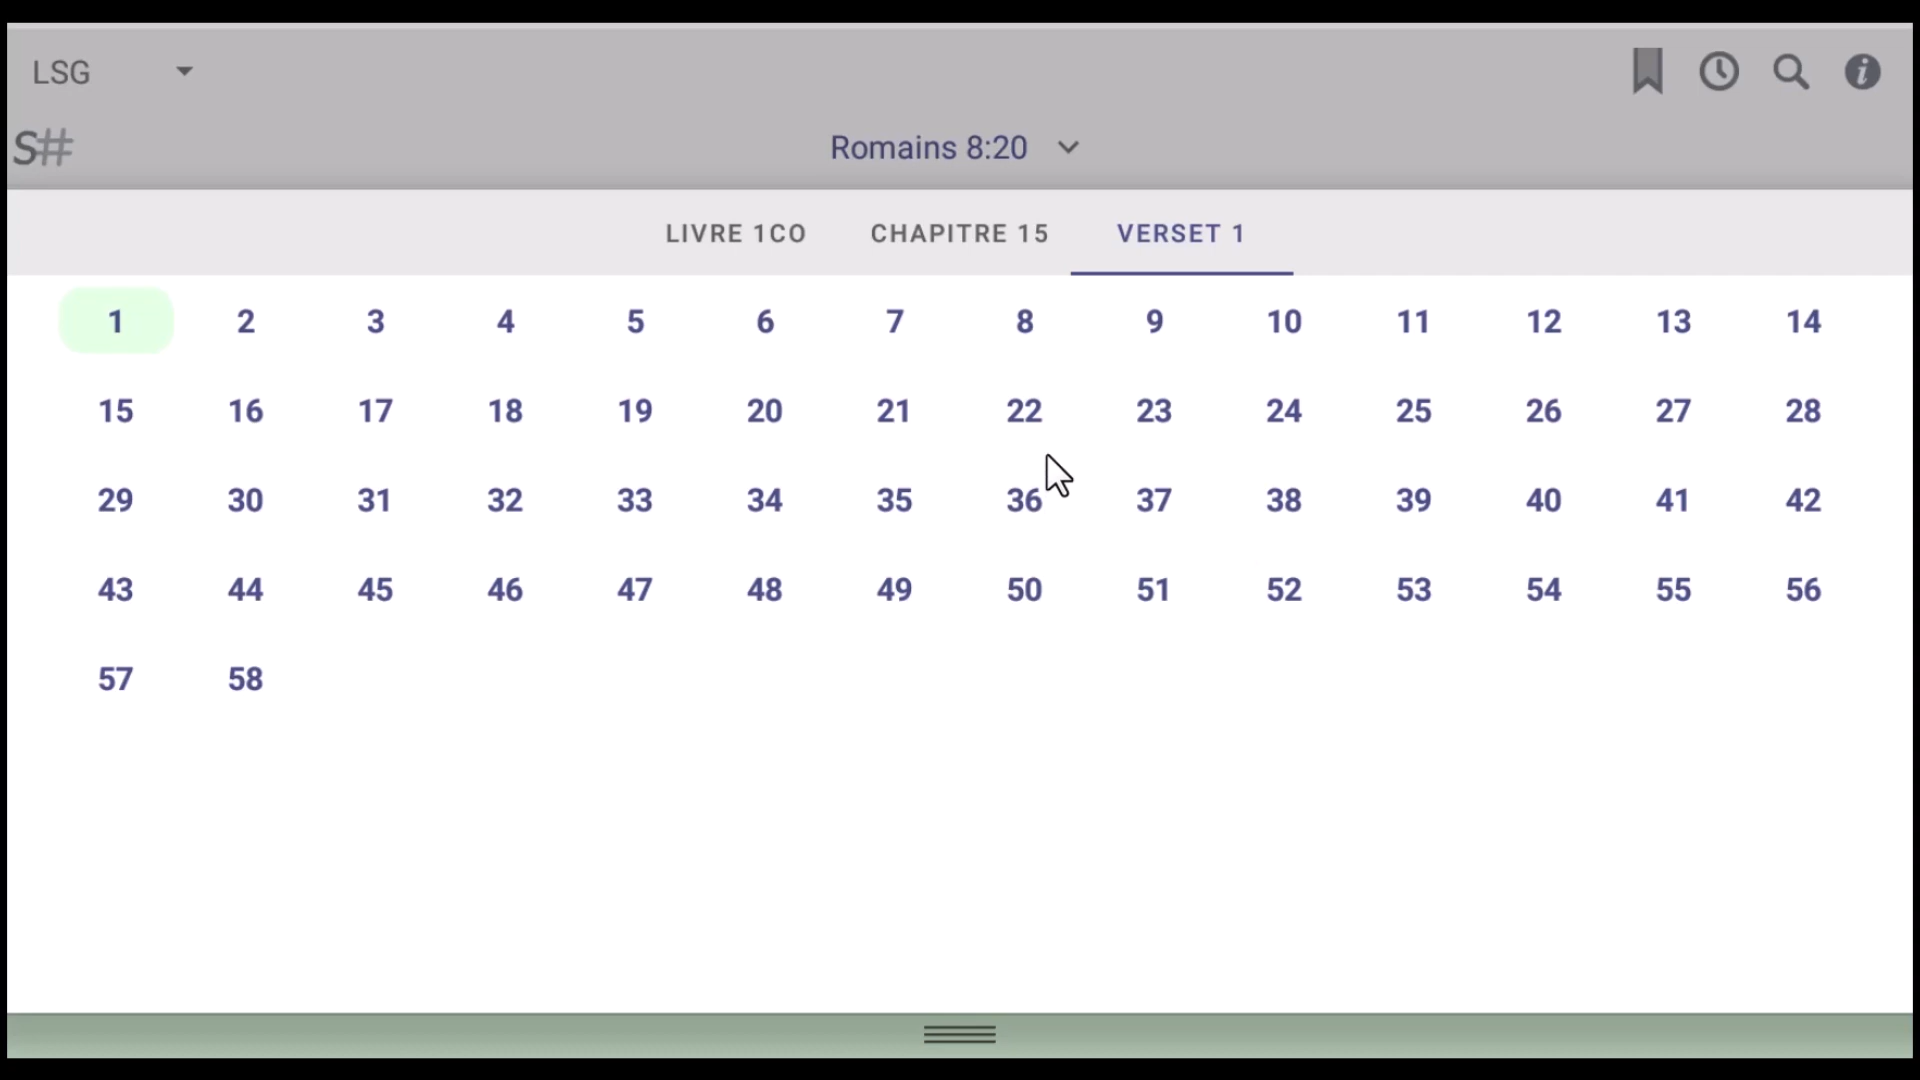 LSG
S#
Romains 8:20
LIVRE 1CO CHAPITRE 15 VERSET 1
1 2 3 4 5 6 7 8 9 10 11 12 13 14
15 16 17 18 19 20 21 22 23 24 25 26 27 28
29 30 31 32 33 34 35 36 37 38 39 40 41 42
43 44 45 46 47 48 49 50 51 52 53 54 55 56
57 58